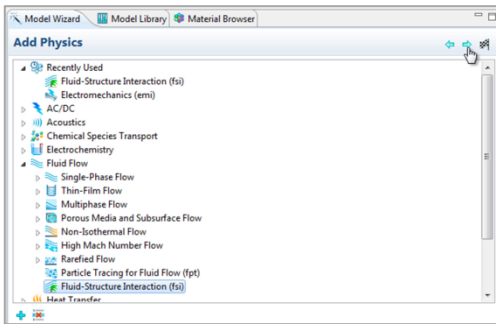 Model Wizard Model Library Material Browser
Add Physics
Recently Used
Fluid-Structure Interaction (fsi)
Electromechanics (emi)
AC/DC
Acoustics
Chemical Species Transport
Electrochemistry
Fluid Flow
Single-Phase Flow
Thin-Film Flow
Multiphase Flow
Porous Media and Subsurface Flow
Non-Isothermal Flow
High Mach Number Flow
Rarefied Flow
Particle Tracing for Fluid Flow (fpt)
Fluid-Structure Interaction (fsi)
Heat Transfer